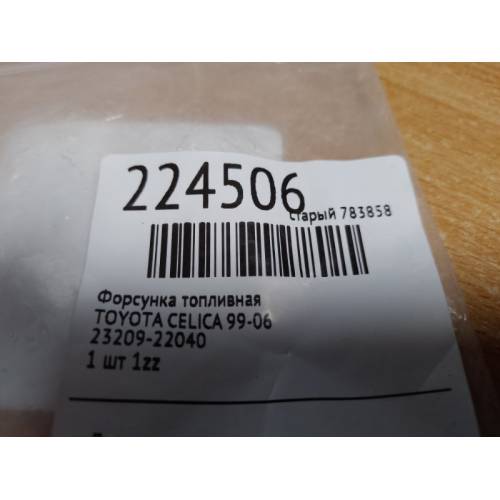 224506
старый 783858
Форсунка топливная
TOYOTA CELICA 99-06
23209-22040
1 шт 1zz